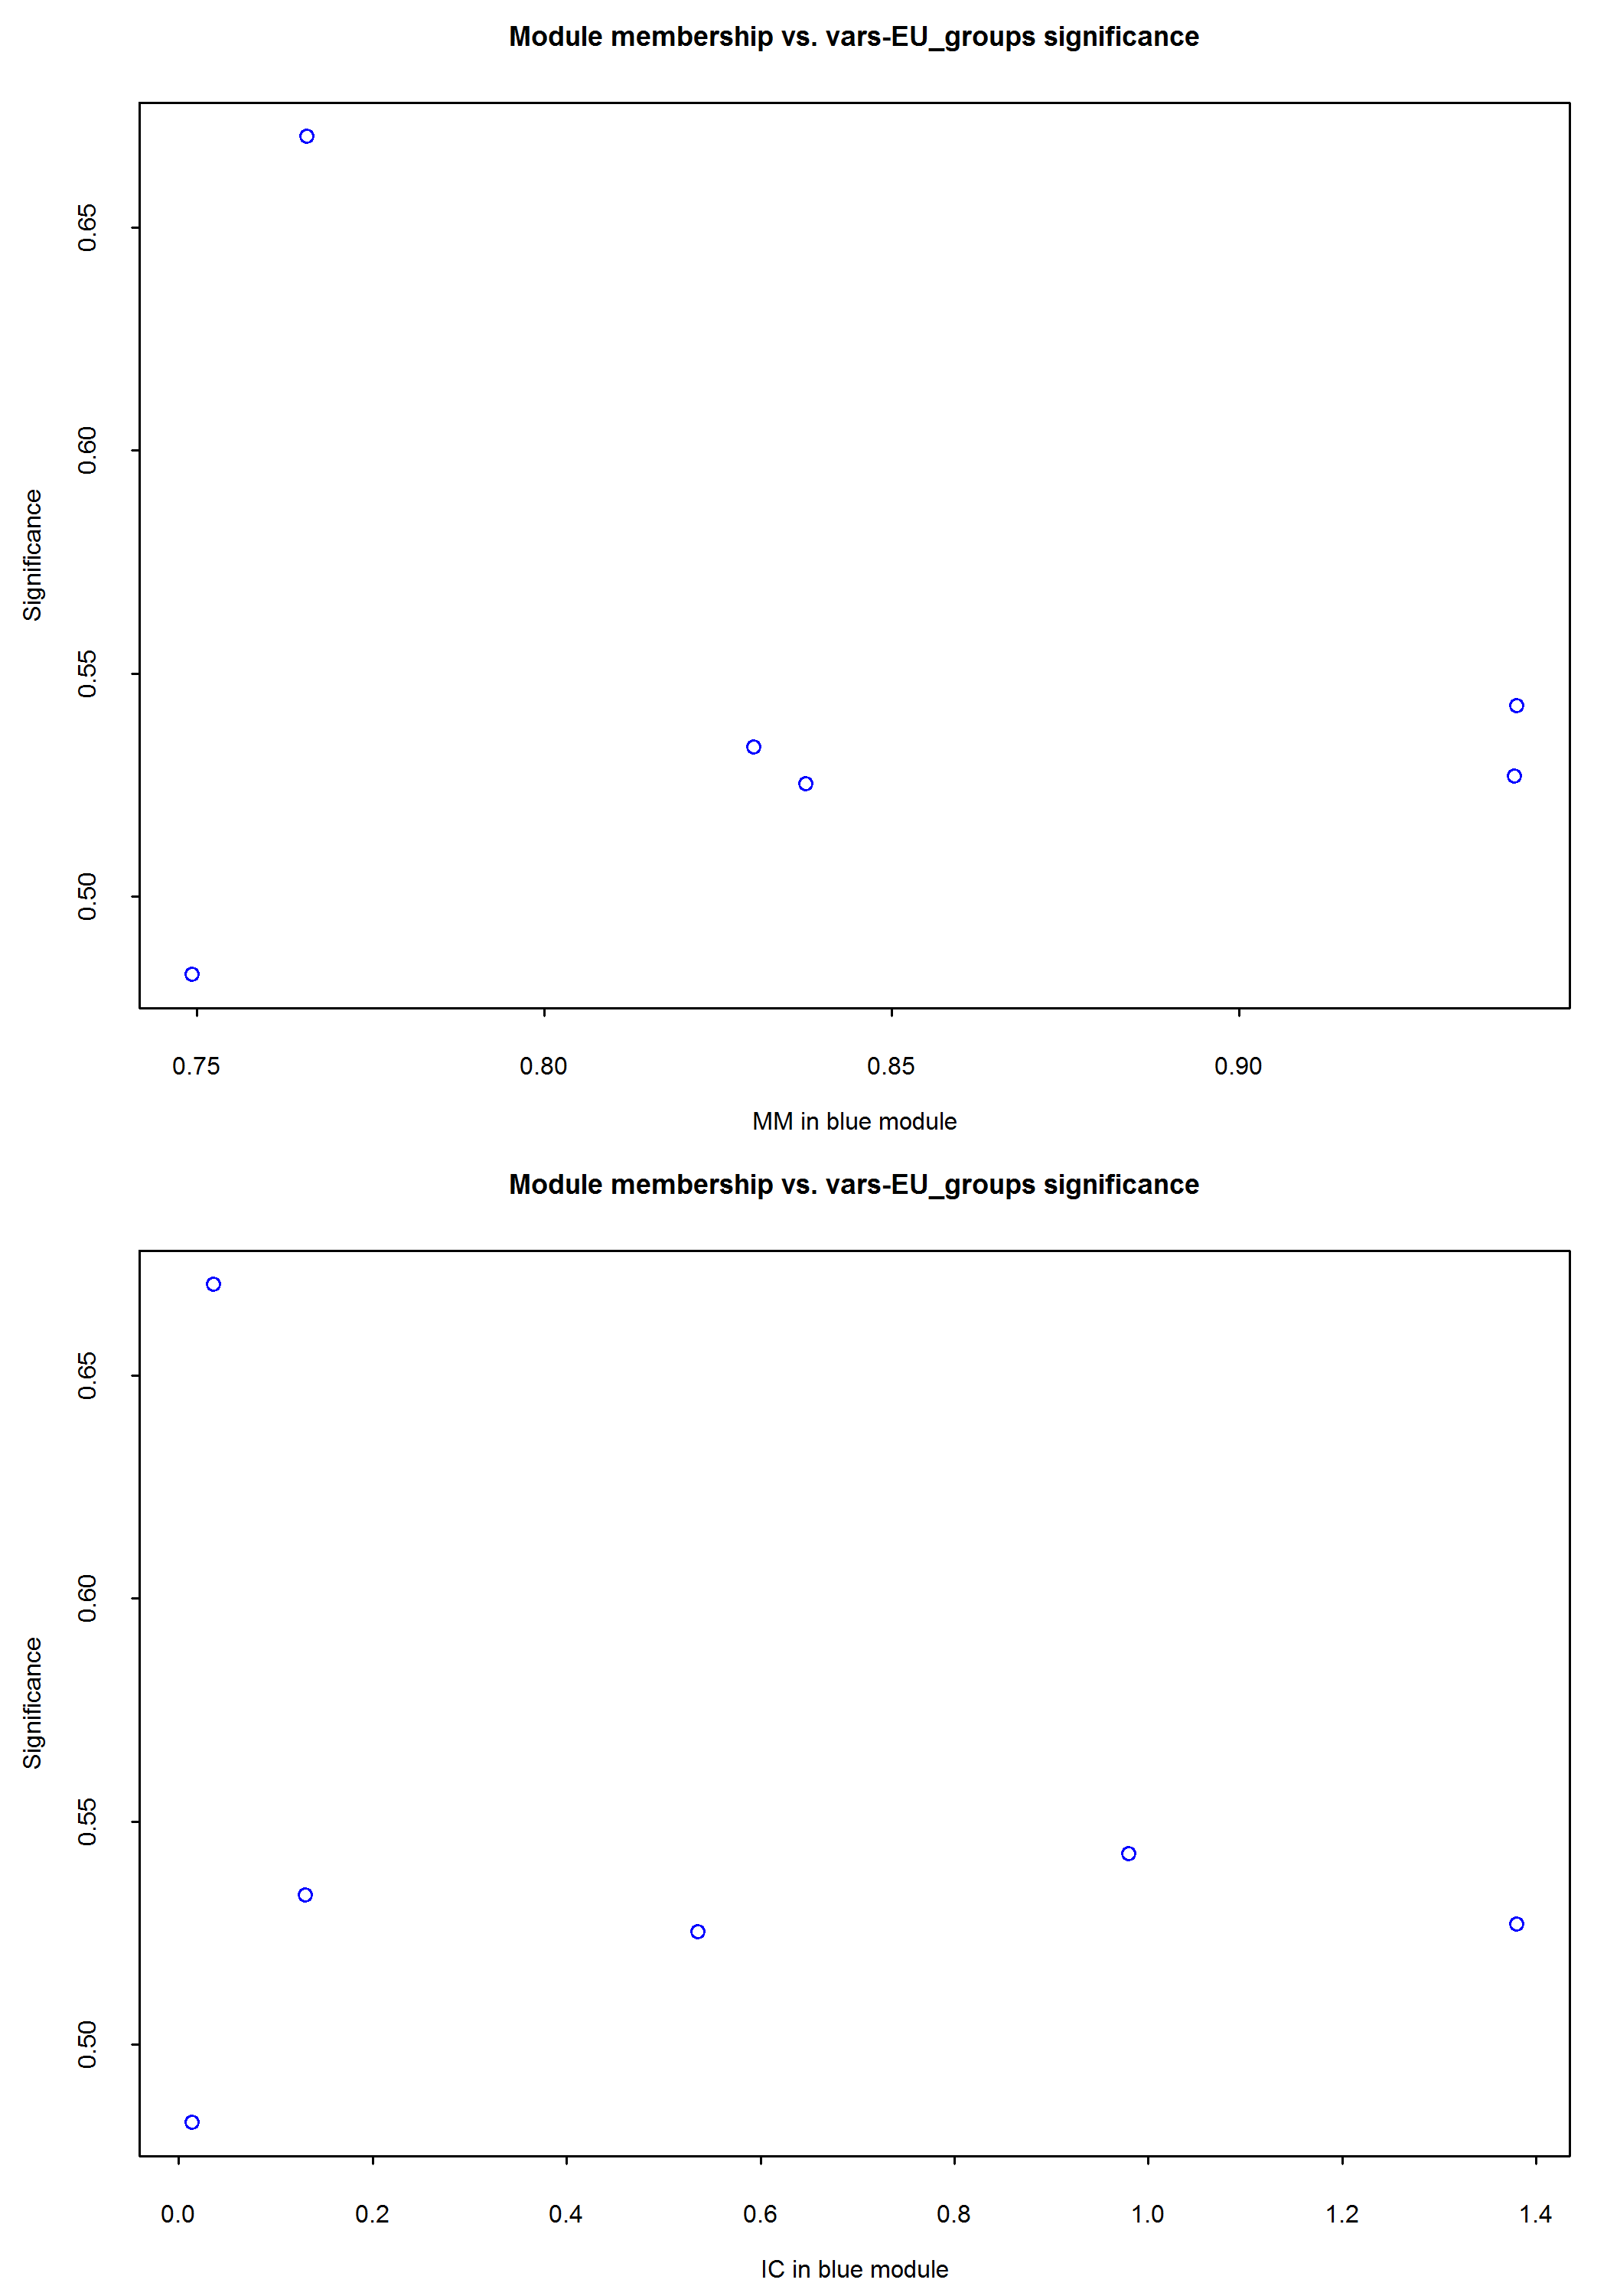 Module membership vs. vars-EU_groups significance
0.65
0.60
0.55
0.50
Significance
0.75 0.80 0.85 0.90
MM in blue module
Module membership vs. vars-EU_groups significance
0.65
0.60
0.55
0.50
Significance
0.0 0.2 0.4 0.6 0.8 1.0 1.2 1.4
IC in blue module